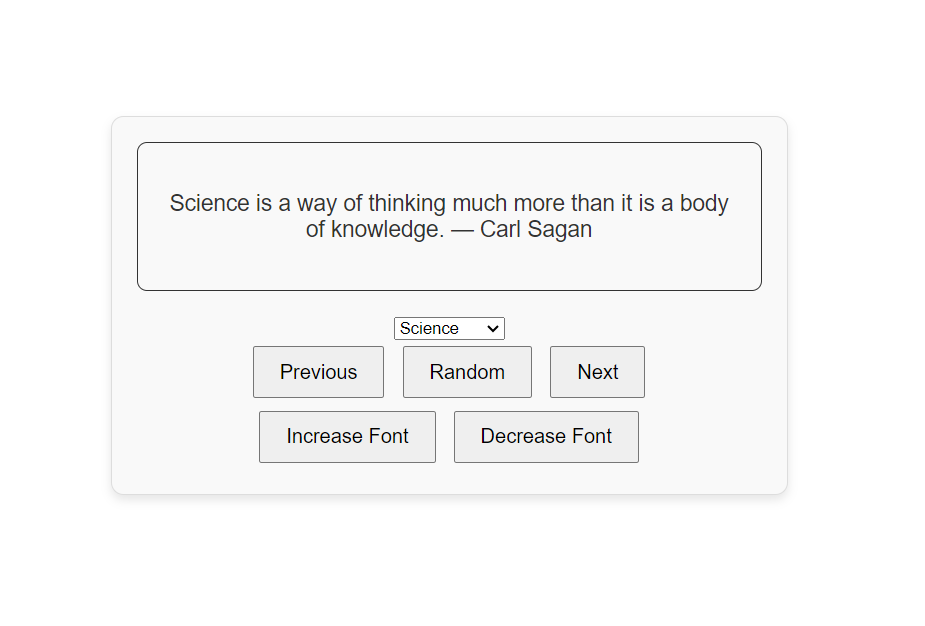 Science is a way of thinking much more than it is a body
of knowledge. — Carl Sagan
Science
Previous Random Next
Increase Font Decrease Font